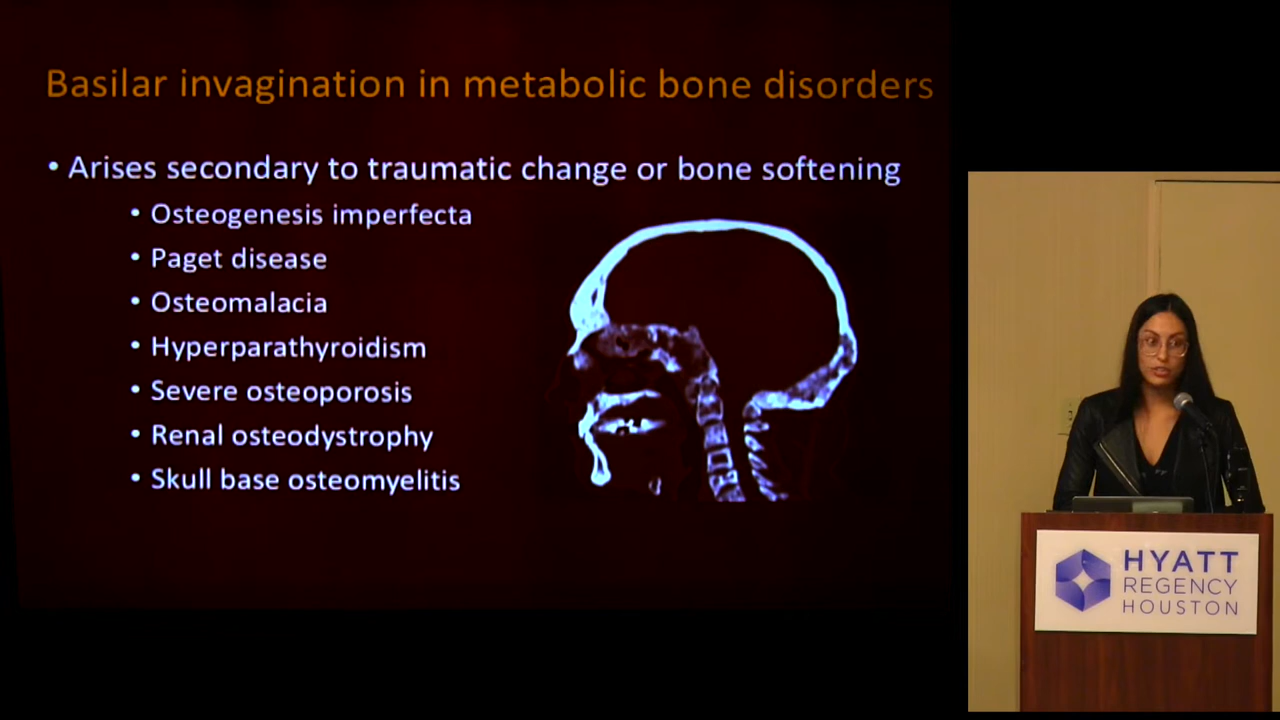 Basilar invagination in metabolic bone disorders
• Arises secondary to traumatic change or bone softening
• Osteogenesis imperfecta
• Paget disease
• Osteomalacia
• Hyperparathyroidism
• Severe osteoporosis
• Renal osteodystrophy
• Skull base osteomyelitis
HYATT
REGENCY
HOUSTON